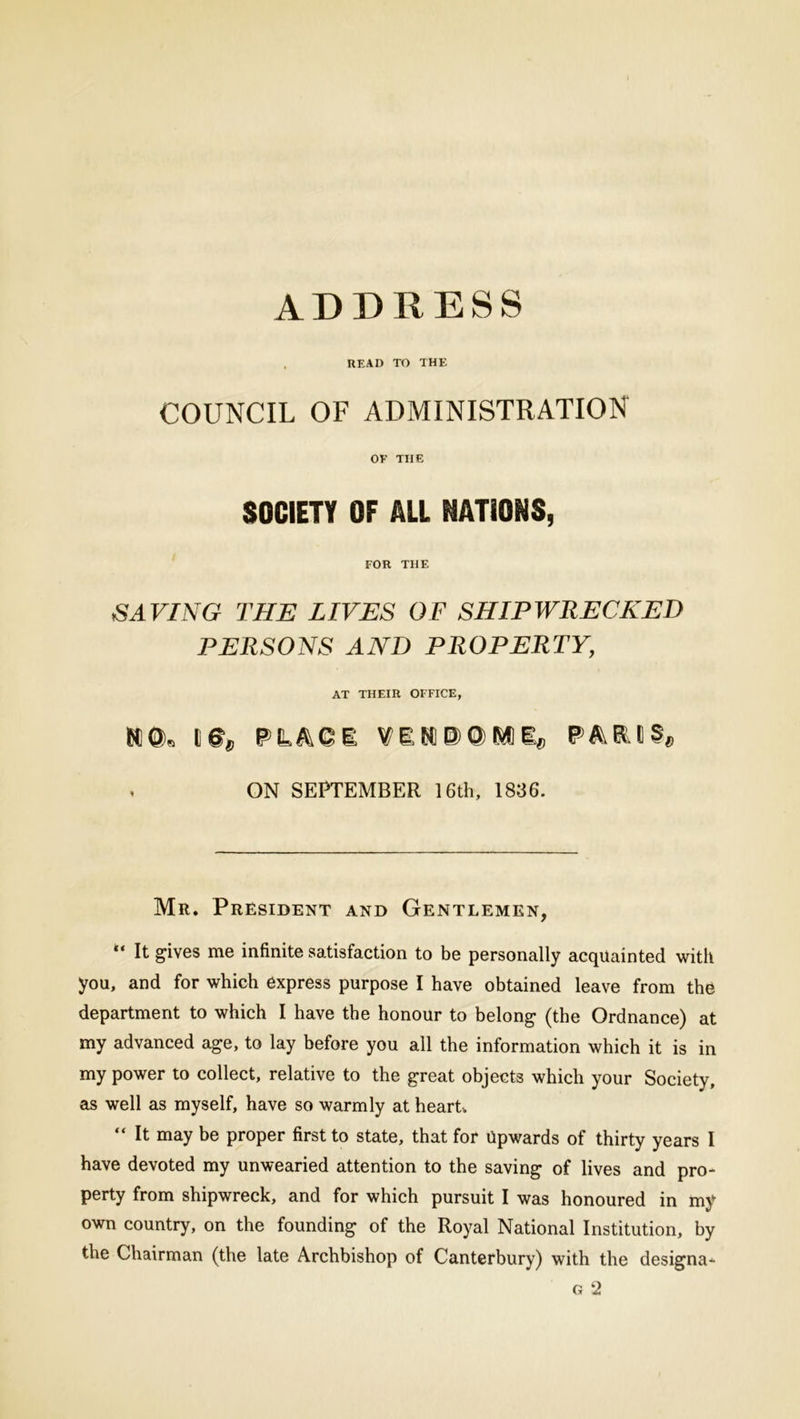 ADDRESS
READ TO THE
COUNCIL OF ADMINISTRATION
OF THE
SOCIETY OF ALL NATIONS,
FOR THE
SAVING THE LIVES OF SHIPWRECKED
PERSONS AND PROPERTY,
AT THEIR OFFICE,
NO. 16, PLACE VENDOME, PARIS,
ON SEPTEMBER 16th, 1836.
MR. PRESIDENT AND GENTLEMEN,
“ It gives me infinite satisfaction to be personally acquainted with
you, and for which express purpose I have obtained leave from the
department to which I have the honour to belong (the Ordnance) at
my advanced age, to lay before you all the information which it is in
my power to collect, relative to the great objects which your Society,
as well as myself, have so warmly at heart.
“ It may be proper first to state, that for upwards of thirty years I
have devoted my unwearied attention to the saving of lives and pro-
perty from shipwreck, and for which pursuit I was honoured in my
own country, on the founding of the Royal National Institution, by
the Chairman (the late Archbishop of Canterbury) with the designa-
G 2